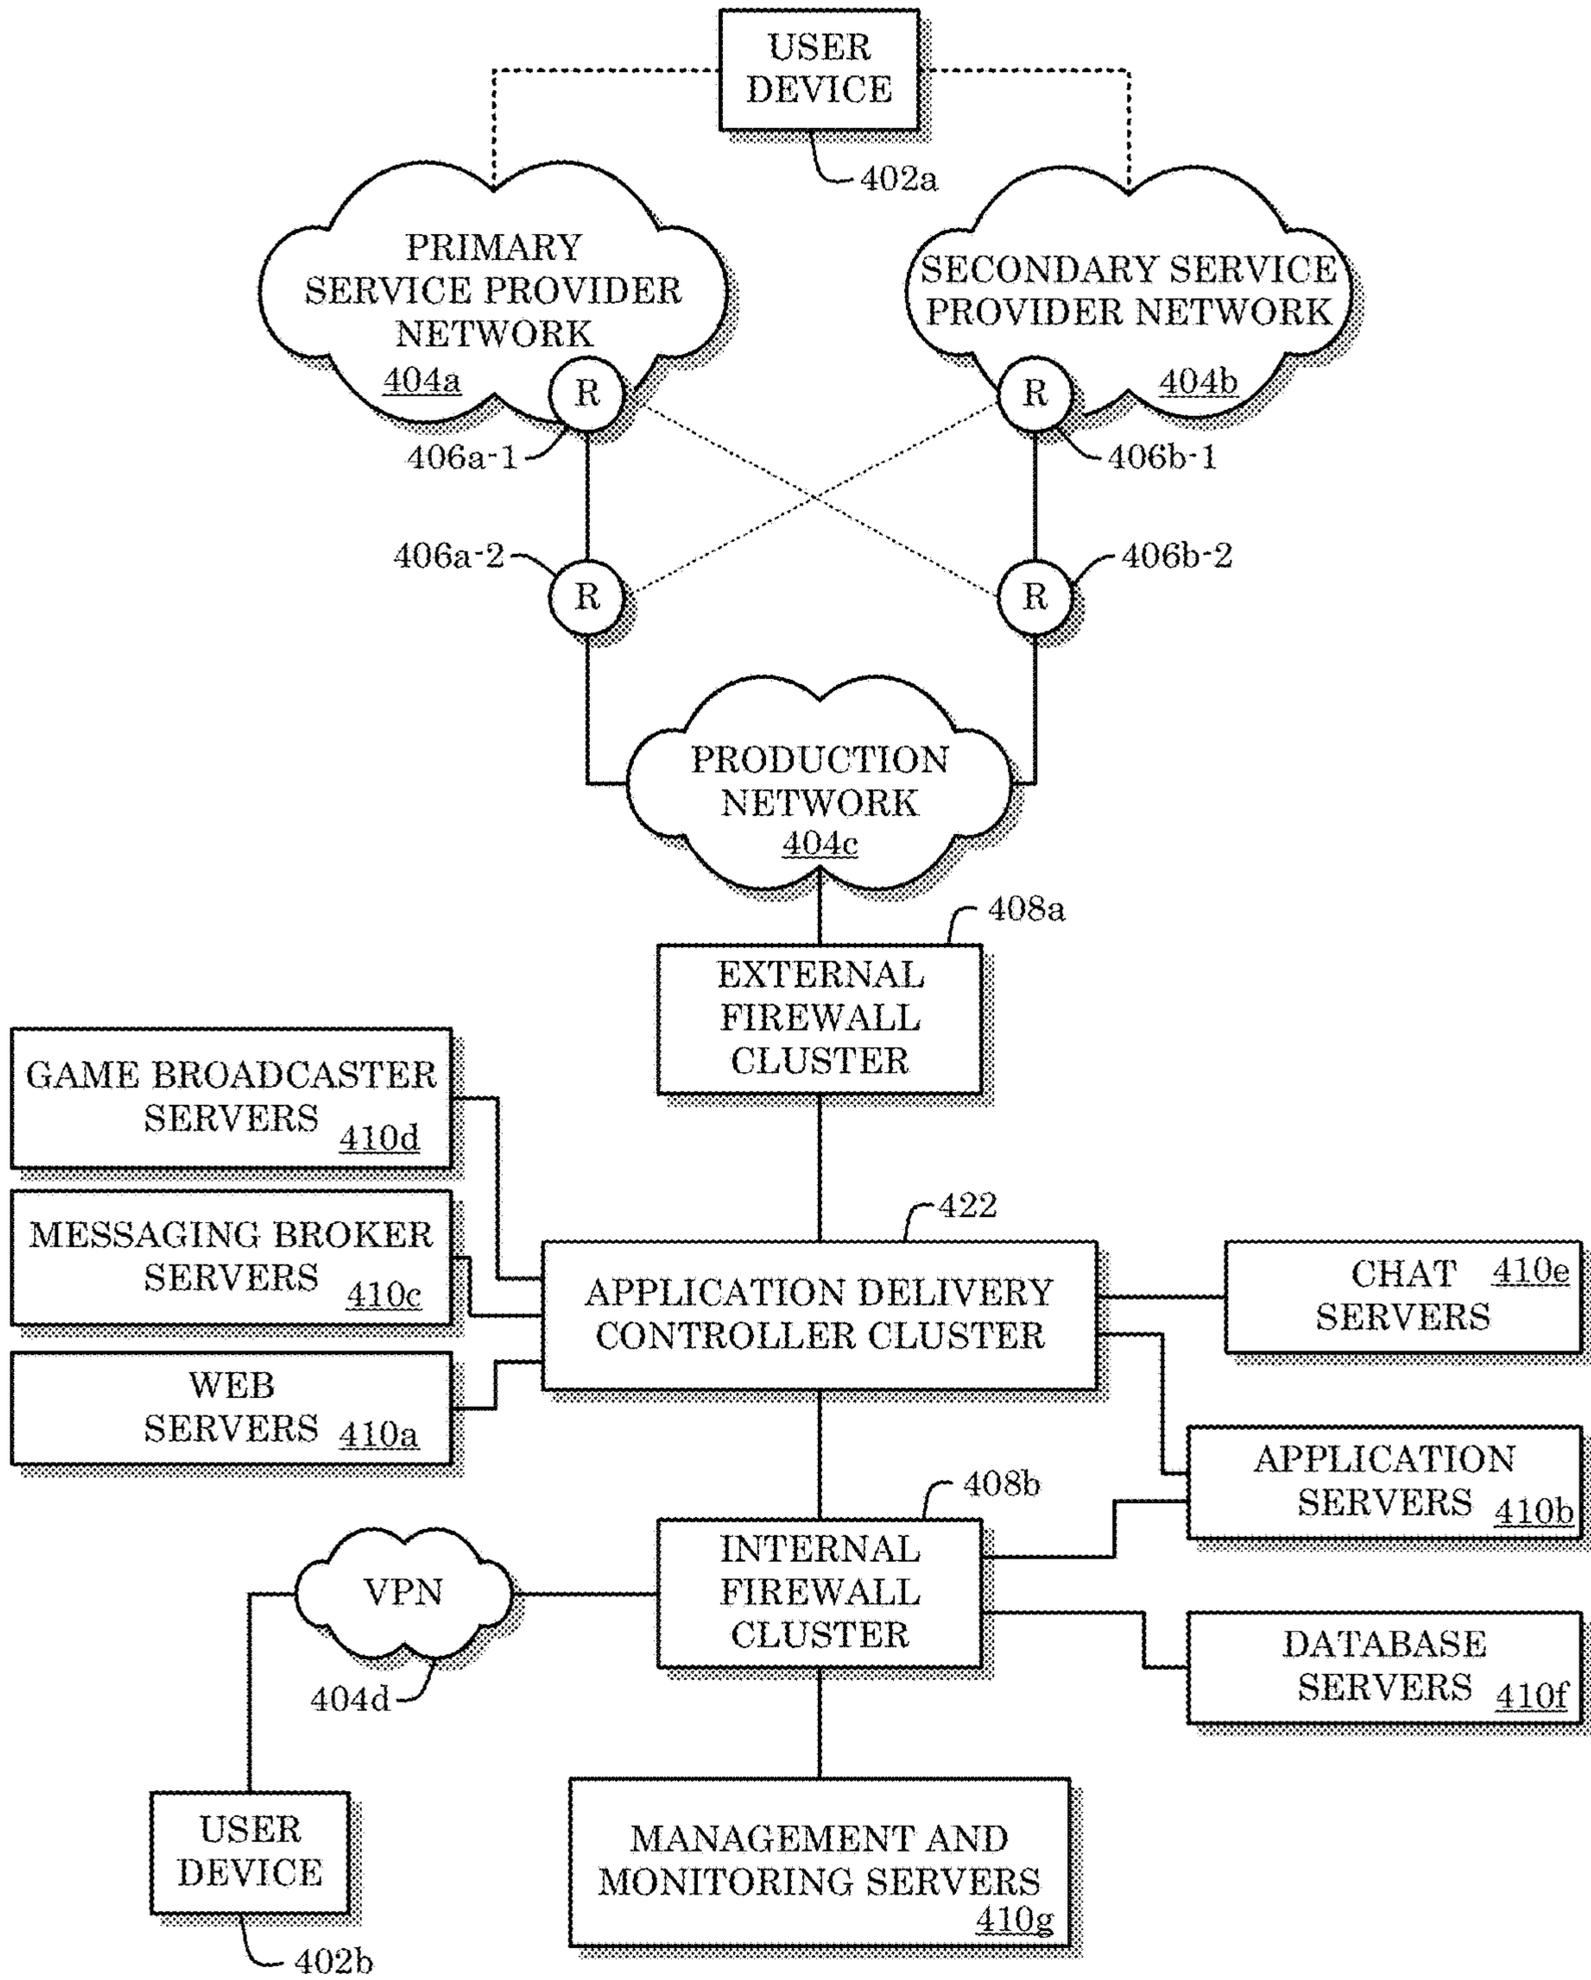 USER
DEVICE
402a
PRIMARY
SERVICE PROVIDER
NETWORK
404a
SECONDARY SERVICE
PROVIDER NETWORK
404b
R
R
406a-1
406b-1
406a-2
406b-2
R
R
PRODUCTION
NETWORK
404c
408a
EXTERNAL
FIREWALL
CLUSTER
GAME BROADCASTER
SERVERS 410d
MESSAGING BROKER
SERVERS 410c
WEB
SERVERS 410a
422
APPLICATION DELIVERY
CONTROLLER CLUSTER
CHAT 410e
SERVERS
APPLICATION
SERVERS 410b
408b
INTERNAL
FIREWALL
CLUSTER
VPN
404d
DATABASE
SERVERS 410f
USER
DEVICE
402b
MANAGEMENT AND
MONITORING SERVERS
410g